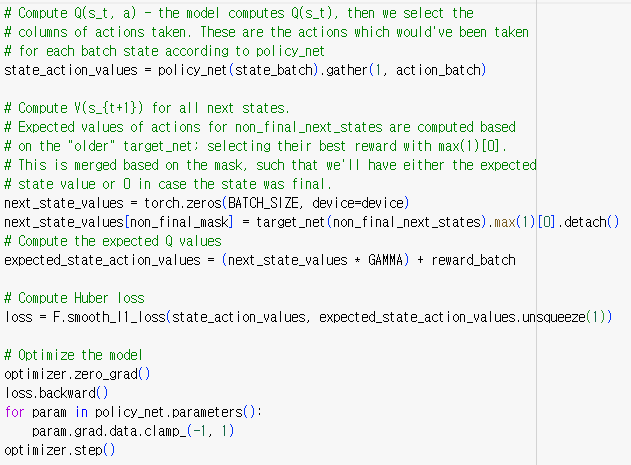 # Compute Q(s_t, a) - the model computes Q(s_t), then we select the
# columns of actions taken. These are the actions which would've been taken
# for each batch state according to policy_net
state_action_values = policy_net(state_batch).gather(1, action_batch)
# Compute V(s_{t+1}) for all next states.
# Expected values of actions for non_final_next_states are computed based
# on the "older" target_net; selecting their best reward with max(1)[0].
# This is merged based on the mask, such that we'll have either the expected
# state value or 0 in case the state was final.
next_state_values = torch.zeros(BATCH_SIZE, device=device)
next_state_values[non_final_mask] = target_net(non_final_next_states).max(1)[0].detach()
# Compute the expected Q values
expected_state_action_values = (next_state_values * GAMMA) + reward_batch
# Compute Huber loss
loss = F.smooth_l1_loss(state_action_values, expected_state_action_values.unsqueeze(1))
# Optimize the model
optimizer.zero_grad()
loss.backward()
for param in policy_net.parameters():
    param.grad.data.clamp_(-1, 1)
optimizer.step()